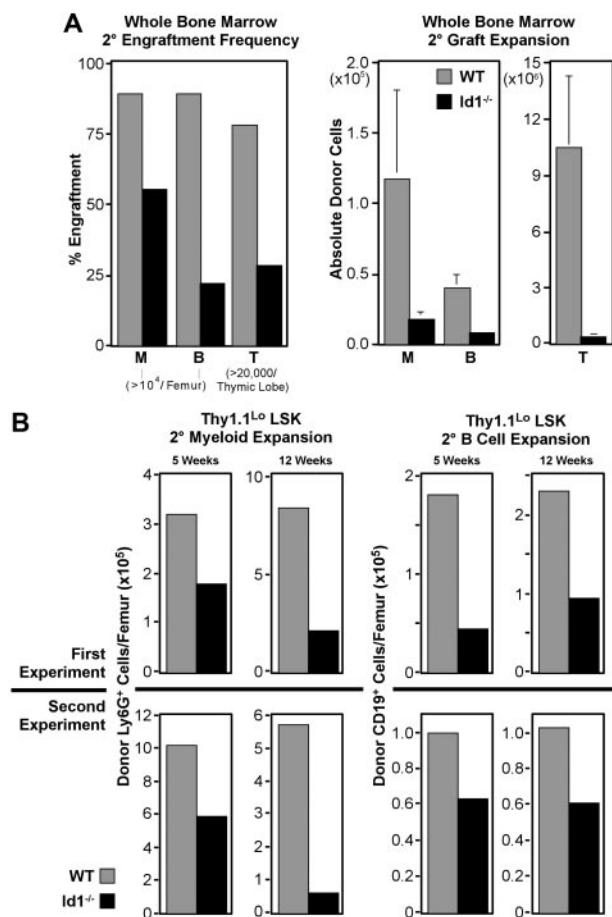 A
Whole Bone Marrow
2° Engraftment Frequency
% Engraftment
100
75
50
25
0
M B T
(>10⁴/ Femur)
(>20,000/
Thymic Lobe)
Whole Bone Marrow
2° Graft Expansion
Absolute Donor Cells
2.0
(x10⁵)
1.5
1.0
0.5
0
WT
Id1⁻/⁻
M B
15
(x10⁶)
12
9
6
3
0
T
B
Thy1.1ᴸᵒ LSK
2° Myeloid Expansion
5 Weeks 12 Weeks
Thy1.1ᴸᵒ LSK
2° B Cell Expansion
5 Weeks 12 Weeks
First
Experiment
Second
Experiment
Donor Ly6G⁺ Cells/Femur (x10⁵)
4
3
2
1
0
10
5
0
12
10
8
6
4
2
0
6
5
4
3
2
1
0
Donor CD19⁺ Cells/Femur (x10⁵)
2
1
0
2
1
0
1.0
0.8
0.6
0.4
0.2
0
1.0
0.8
0.6
0.4
0.2
0
WT
Id1⁻/⁻